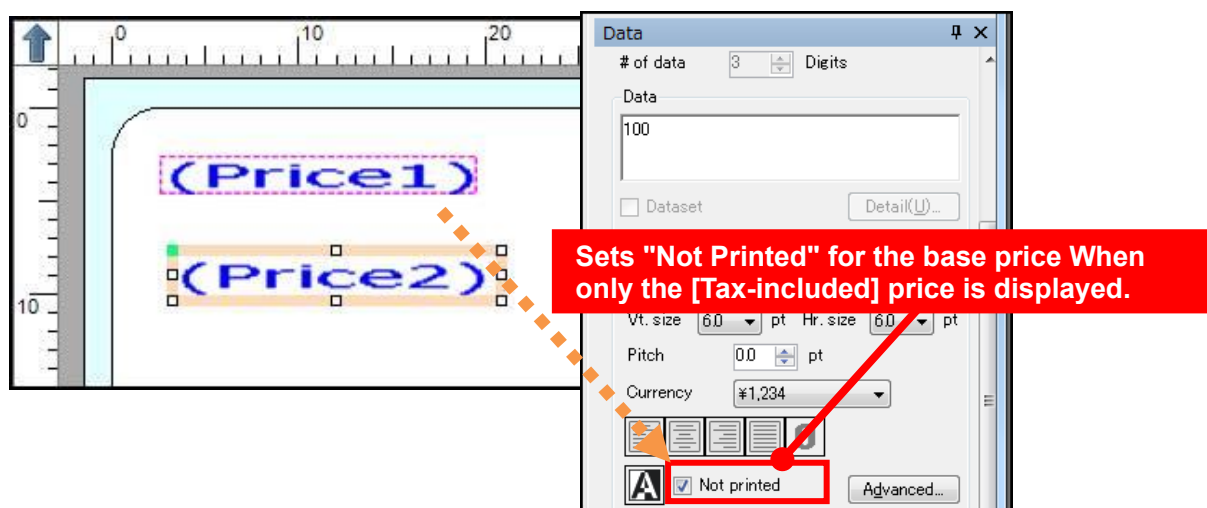 0 10 20
0
10
(Price1)
(Price2)
Data
# of data 3 Digits
Data
100
Dataset Detail(U)...
Sets "Not Printed" for the base price When
only the [Tax-included] price is displayed.
Vt. size 6.0 pt Hr. size 6.0 pt
Pitch 0.0 pt
Currency ¥1,234
A Not printed Advanced...